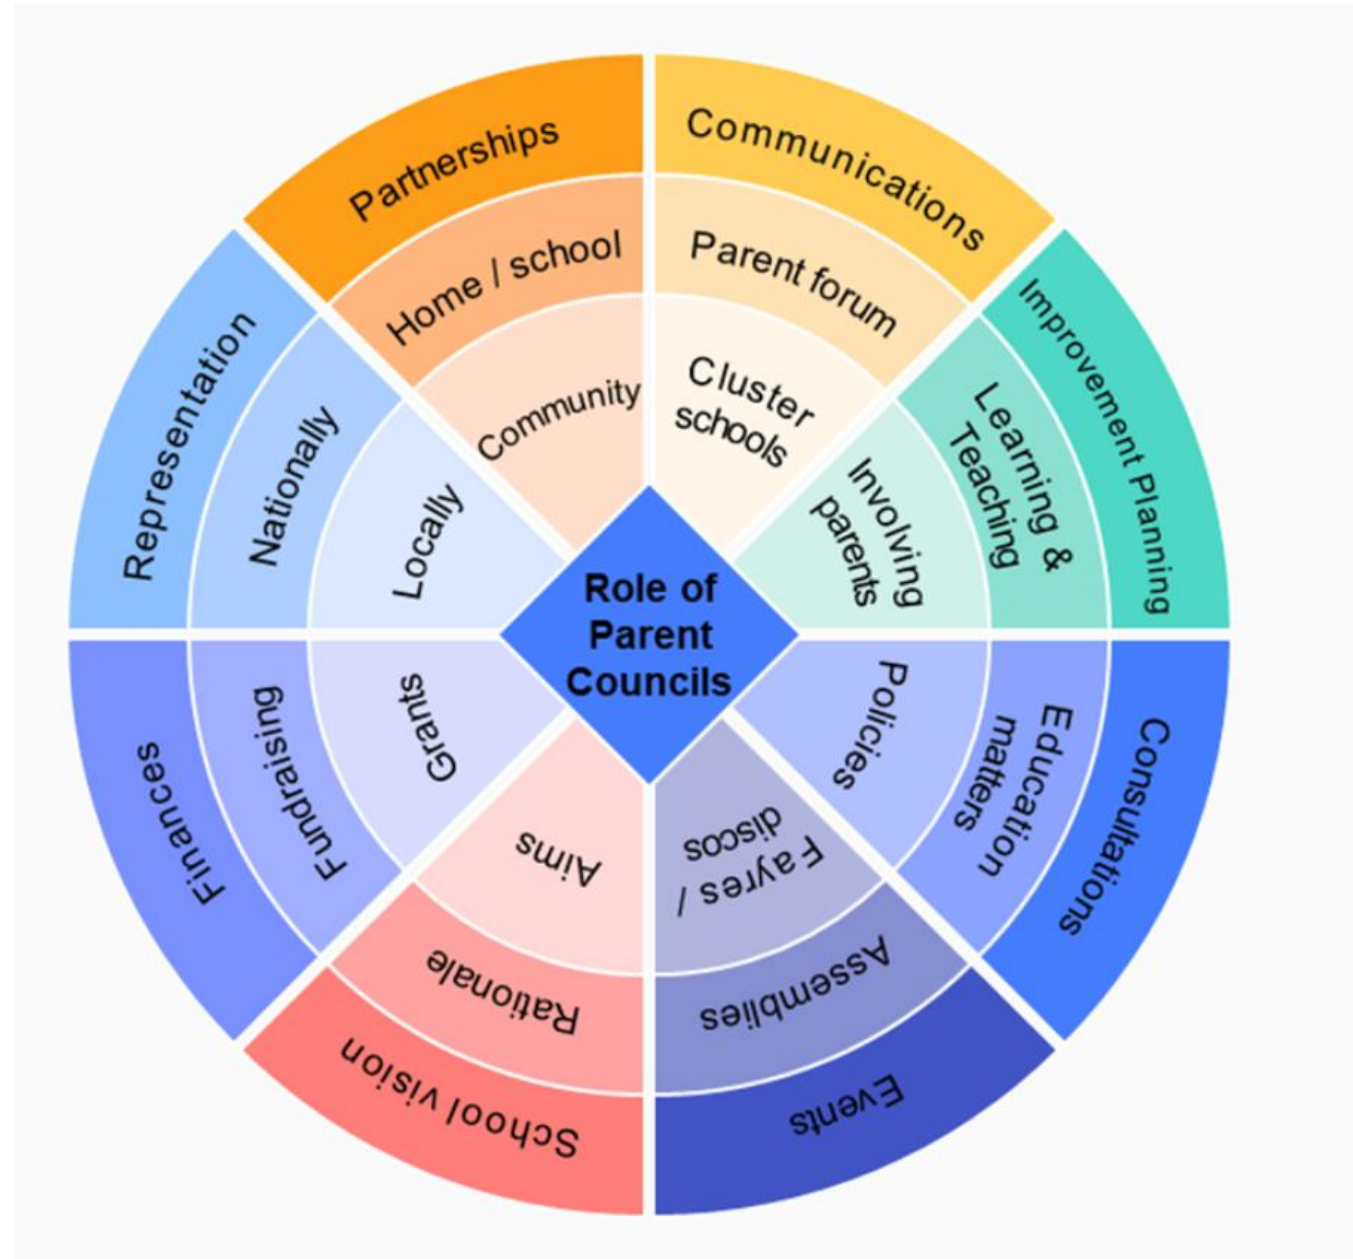 Role of
Parent
Councils
Communications
Parent forum
Cluster
schools
Improvement Planning
Learning &
Teaching
Involving
parents
Consultations
Education
matters
Policies
Events
Assemblies
Fayres /
discos
School vision
Rationale
Aims
Finances
Fundraising
Grants
Representation
Nationally
Locally
Partnerships
Home / school
Community